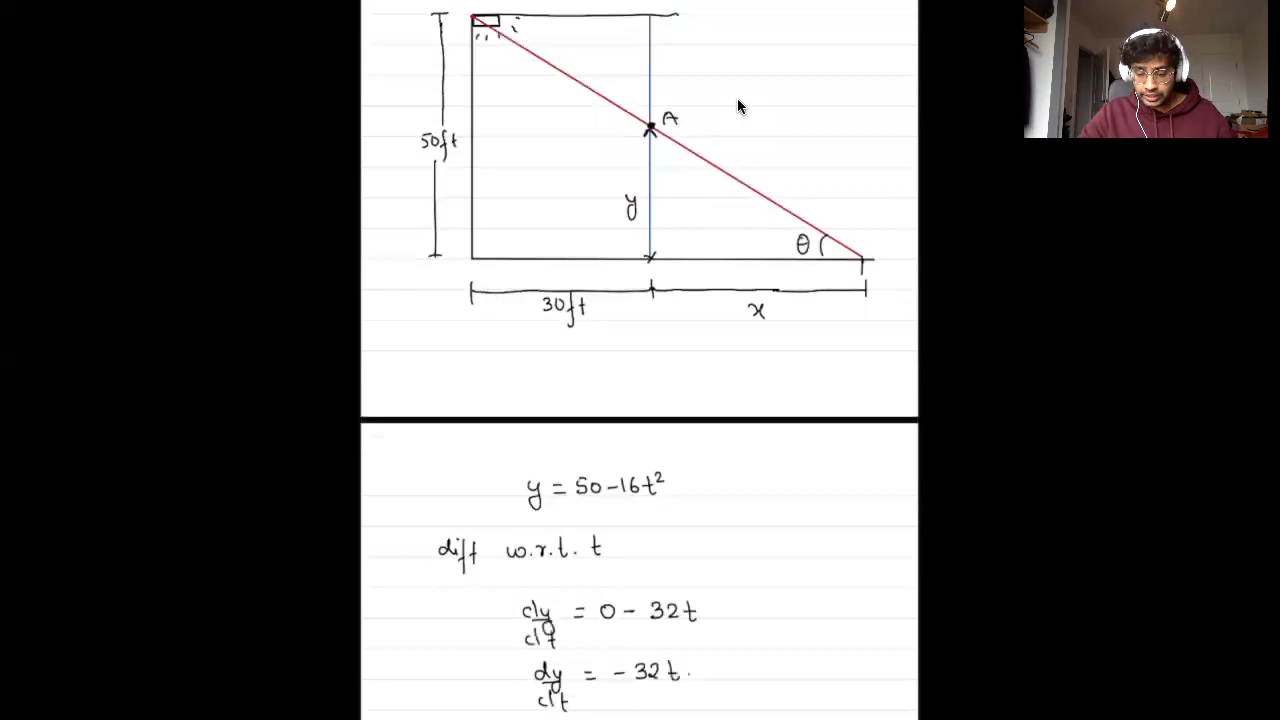 A
50ft
y
θ
30ft
x
y = 50 - 16t²
diff w.r.t. t
dy/dt = 0 - 32t
dy/dt = - 32t.